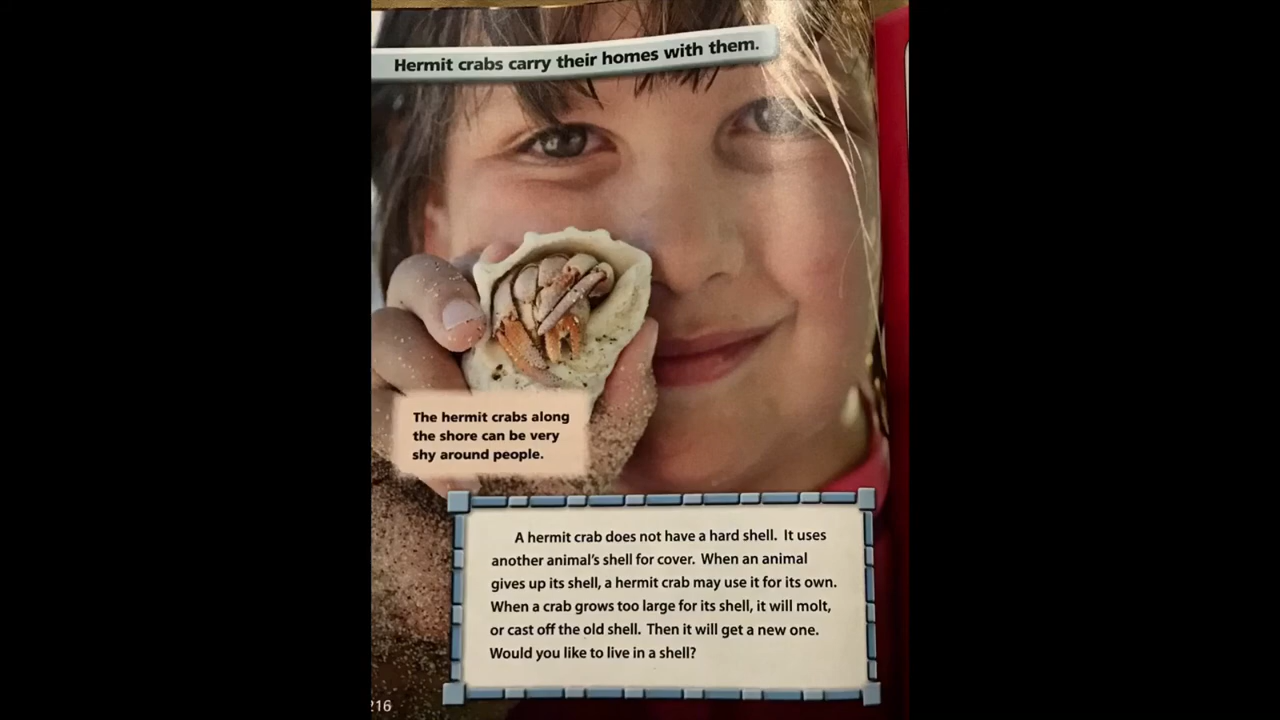 Hermit crabs carry their homes with them.
The hermit crabs along
the shore can be very
shy around people.
A hermit crab does not have a hard shell. It uses
another animal's shell for cover. When an animal
gives up its shell, a hermit crab may use it for its own.
When a crab grows too large for its shell, it will molt,
or cast off the old shell. Then it will get a new one.
Would you like to live in a shell?
216